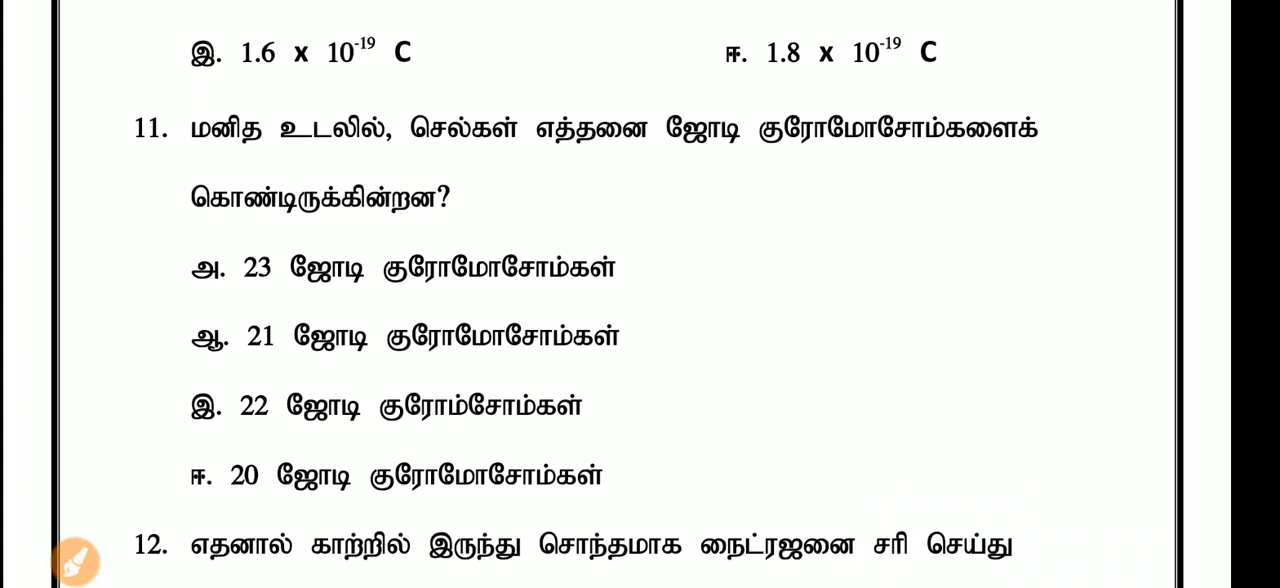 இ. 1.6 x 10⁻¹⁹ C ஈ. 1.8 x 10⁻¹⁹ C
11. மனித உடலில், செல்கள் எத்தனை ஜோடி குரோமோசோம்களைக்
கொண்டிருக்கின்றன?
அ. 23 ஜோடி குரோமோசோம்கள்
ஆ. 21 ஜோடி குரோமோசோம்கள்
இ. 22 ஜோடி குரோம்சோம்கள்
ஈ. 20 ஜோடி குரோமோசோம்கள்
12. எதனால் காற்றில் இருந்து சொந்தமாக நைட்ரஜனை சரி செய்து